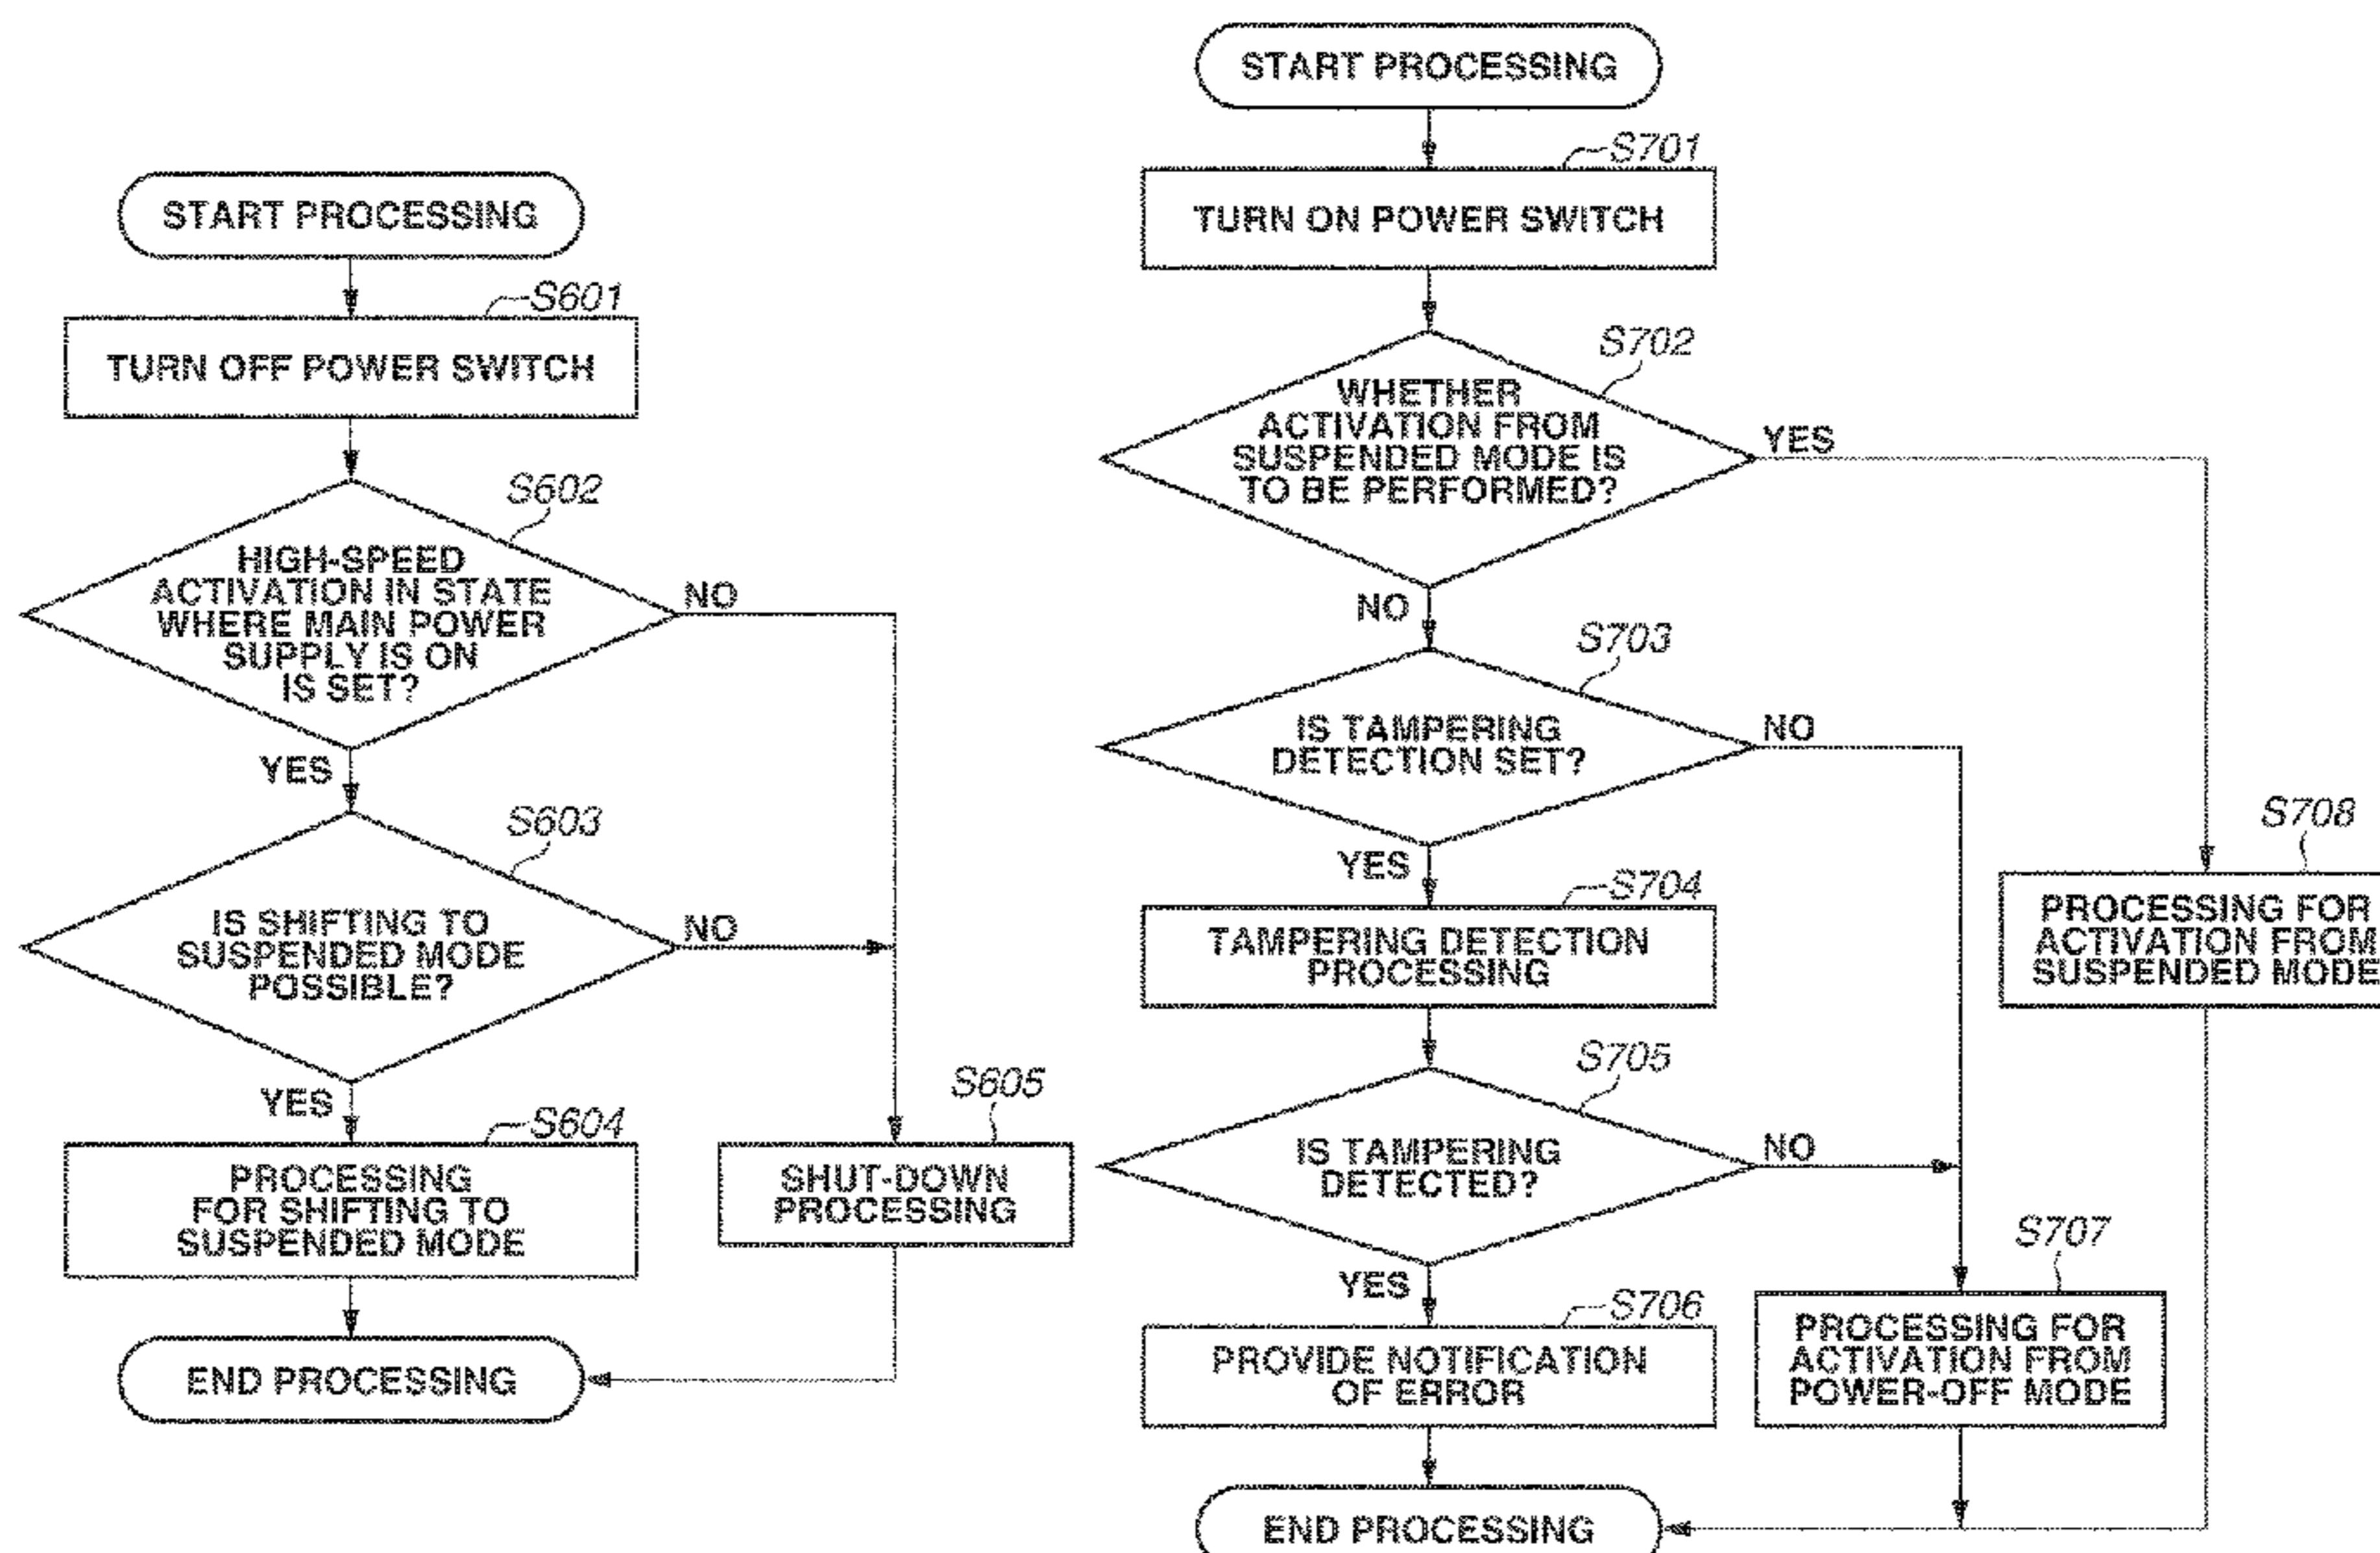 START PROCESSING
S601
TURN OFF POWER SWITCH
S602
HIGH-SPEED
ACTIVATION IN STATE
WHERE MAIN POWER
SUPPLY IS ON
IS SET?
NO
YES
S603
IS SHIFTING TO
SUSPENDED MODE
POSSIBLE?
NO
YES
S604
PROCESSING
FOR SHIFTING TO
SUSPENDED MODE
S605
SHUT-DOWN
PROCESSING
END PROCESSING
START PROCESSING
S701
TURN ON POWER SWITCH
S702
WHETHER
ACTIVATION FROM
SUSPENDED MODE IS
TO BE PERFORMED?
YES
NO
S703
IS TAMPERING
DETECTION SET?
NO
YES
S704
TAMPERING DETECTION
PROCESSING
S705
IS TAMPERING
DETECTED?
NO
YES
S706
PROVIDE NOTIFICATION
OF ERROR
S707
PROCESSING FOR
ACTIVATION FROM
POWER-OFF MODE
S708
PROCESSING FOR
ACTIVATION FROM
SUSPENDED MODE
END PROCESSING